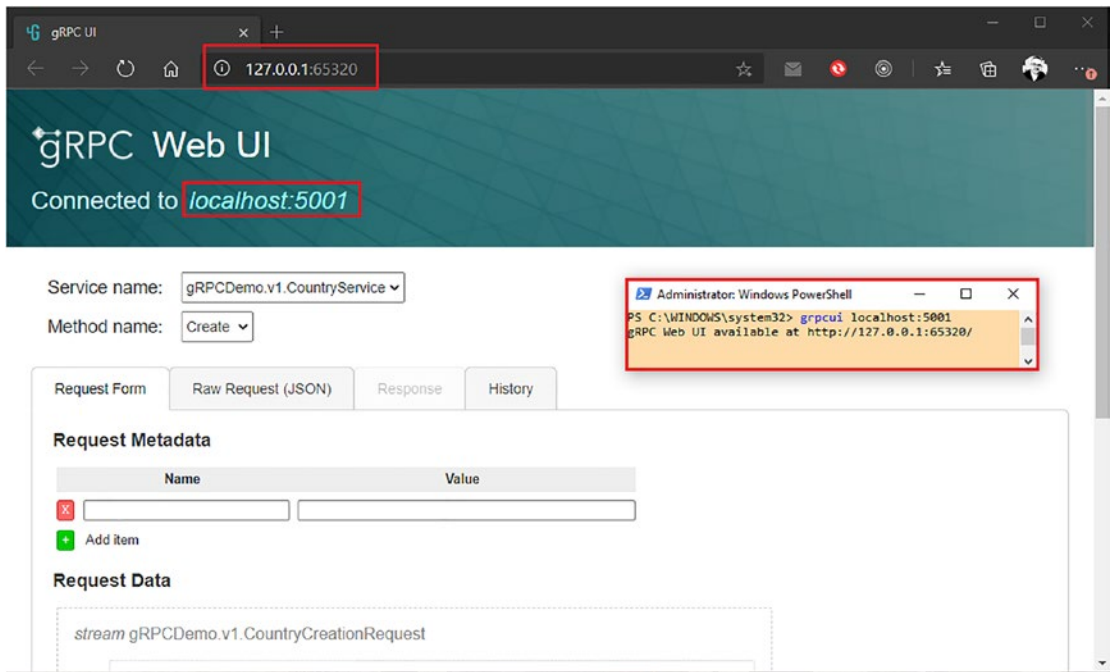 gRPC UI
127.0.0.1:65320
gRPC Web UI
Connected to localhost:5001
Service name: gRPCDemo.v1.CountryService
Method name: Create
Administrator: Windows PowerShell
PS C:\WINDOWS\system32> grpcui localhost:5001
gRPC Web UI available at http://127.0.0.1:65320/
Request Form Raw Request (JSON) Response History
Request Metadata
Name Value
X
+ Add item
Request Data
stream gRPCDemo.v1.CountryCreationRequest